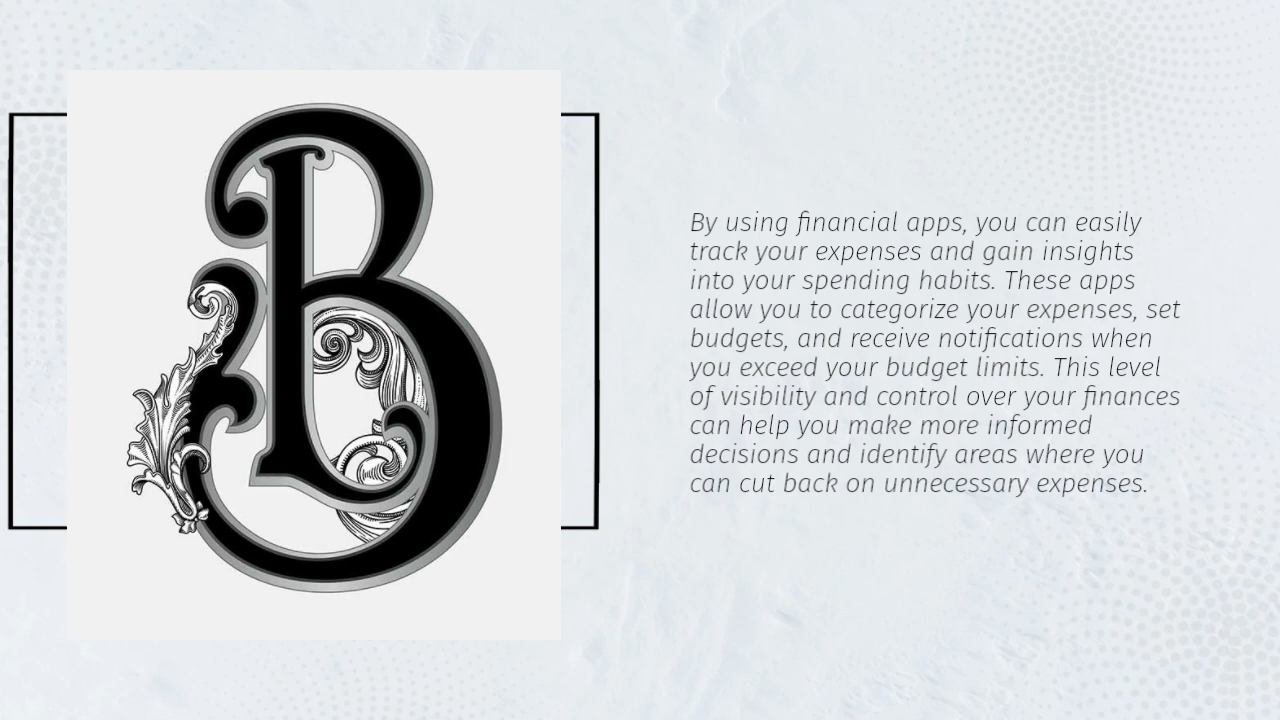 B
By using financial apps, you can easily
track your expenses and gain insights
into your spending habits. These apps
allow you to categorize your expenses, set
budgets, and receive notifications when
you exceed your budget limits. This level
of visibility and control over your finances
can help you make more informed
decisions and identify areas where you
can cut back on unnecessary expenses.